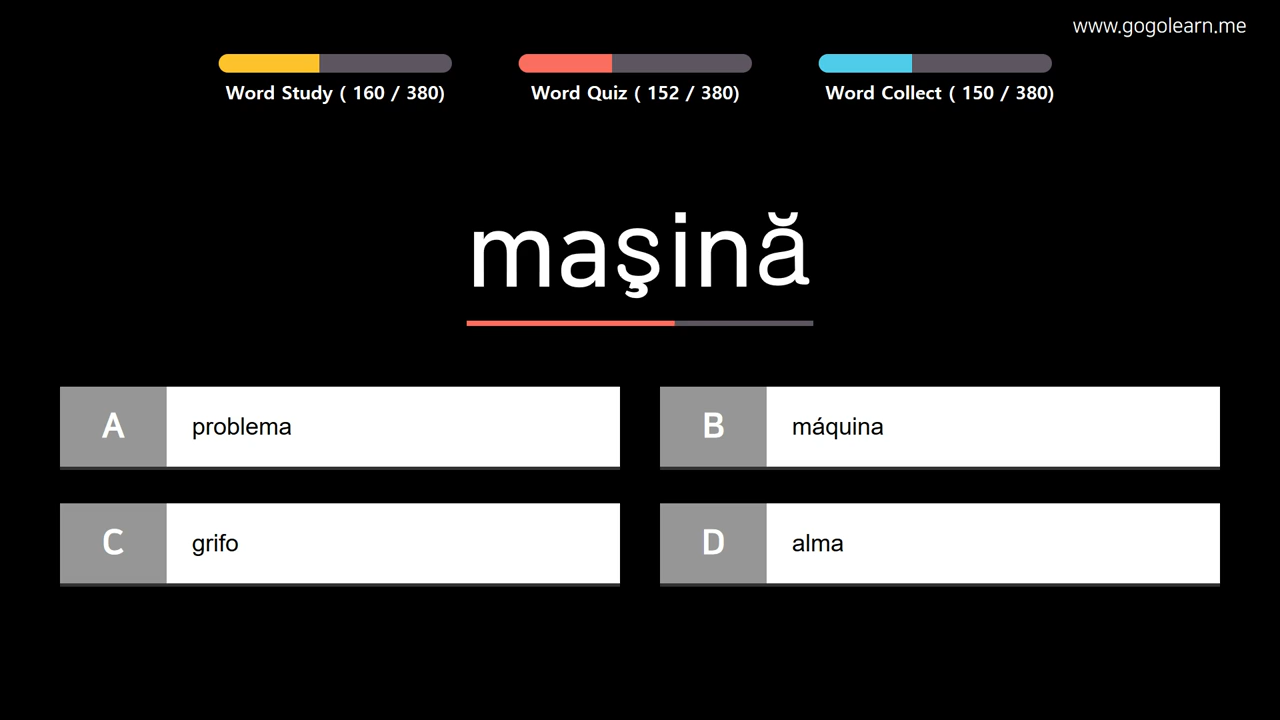 www.gogolearn.me
Word Study ( 160 / 380)
Word Quiz ( 152 / 380)
Word Collect ( 150 / 380)
maşină
A problema
B máquina
C grifo
D alma